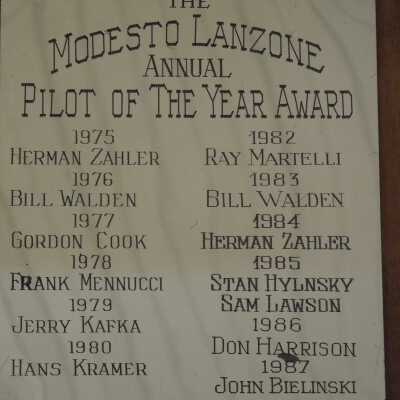 THE
MODESTO LANZONE
ANNUAL
PILOT OF THE YEAR AWARD
1975
HERMAN ZAHLER
1976
BILL WALDEN
1977
GORDON COOK
1978
FRANK MENNUCCI
1979
JERRY KAFKA
1980
HANS KRAMER
1982
RAY MARTELLI
1983
BILL WALDEN
1984
HERMAN ZAHLER
1985
STAN HYLNSKY
SAM LAWSON
1986
DON HARRISON
1987
JOHN BIELINSKI